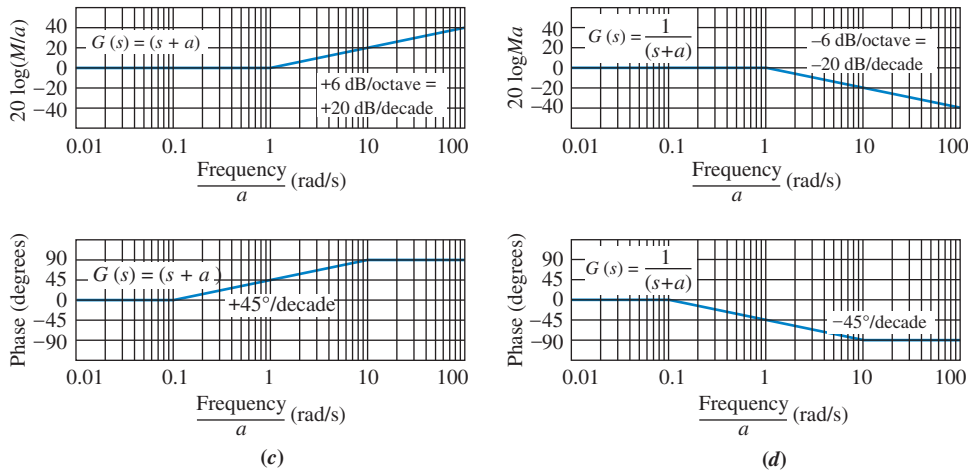 20 log(M/a)
40
20
0
−20
−40
G (s) = (s + a)
+6 dB/octave =
+20 dB/decade
0.01 0.1 1 10 100
Frequency
a
(rad/s)
20 logMa
40
20
0
−20
−40
G (s) = 1
(s+a)
−6 dB/octave =
−20 dB/decade
0.01 0.1 1 10 100
Frequency
a
(rad/s)
Phase (degrees)
90
45
0
−45
−90
G (s) = (s + a )
+45°/decade
0.01 0.1 1 10 100
Frequency
a
(rad/s)
(c)
Phase (degrees)
90
45
0
−45
−90
G (s) = 1
(s+a)
−45°/decade
0.01 0.1 1 10 100
Frequency
a
(rad/s)
(d)